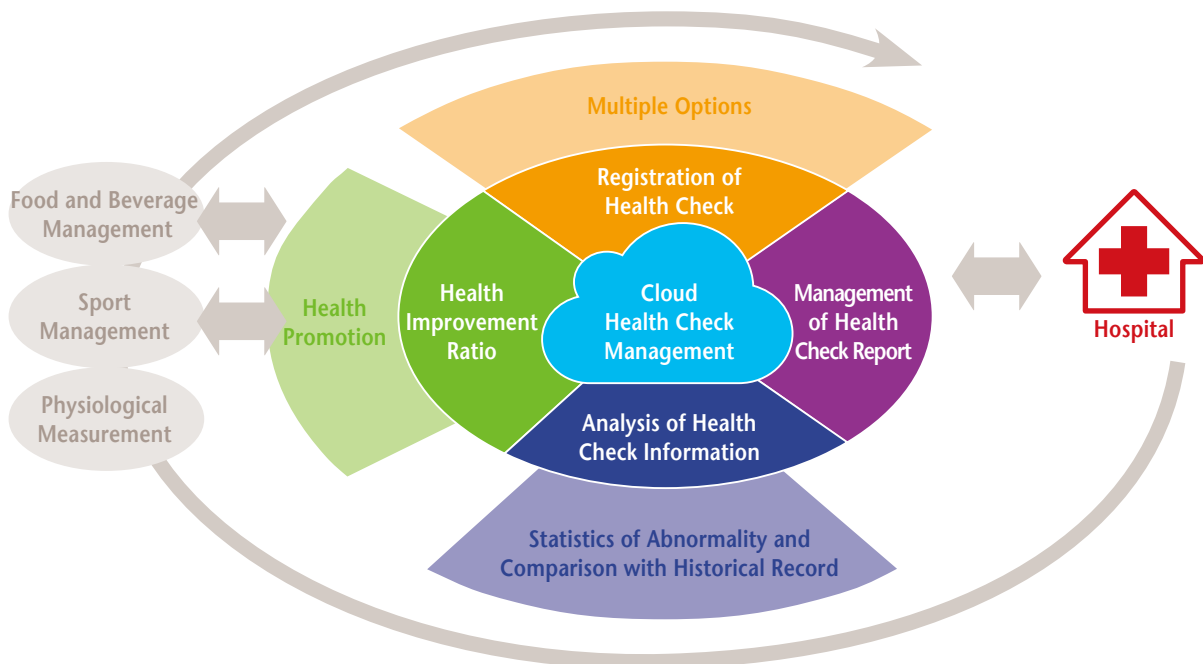 Multiple Options
Registration of
Health Check
Food and Beverage
Management
Sport
Management
Physiological
Measurement
Health
Promotion
Health
Improvement
Ratio
Cloud
Health Check
Management
Management
of Health
Check Report
Hospital
Analysis of Health
Check Information
Statistics of Abnormality and
Comparison with Historical Record